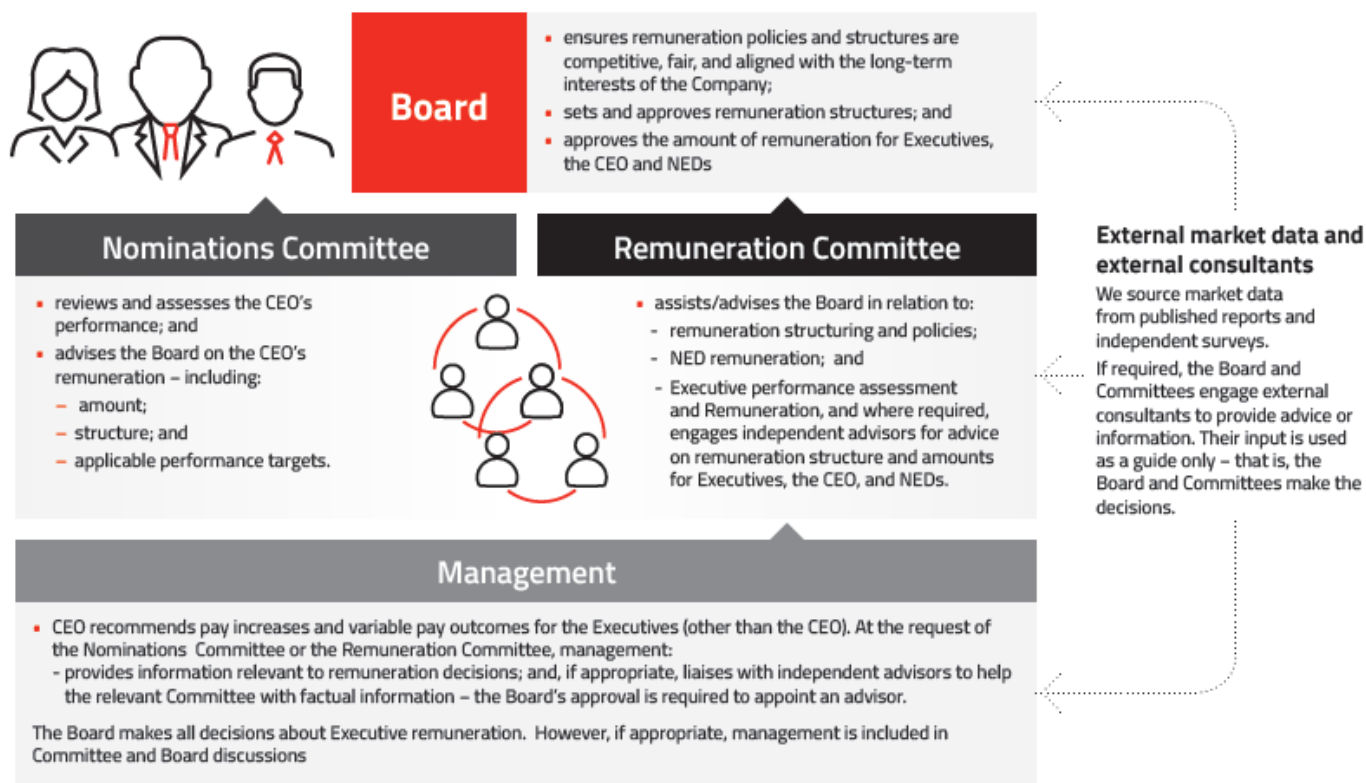 Board
▪ ensures remuneration policies and structures are
competitive, fair, and aligned with the long-term
interests of the Company;
▪ sets and approves remuneration structures; and
▪ approves the amount of remuneration for Executives,
the CEO and NEDs
Nominations Committee
▪ reviews and assesses the CEO's
performance; and
▪ advises the Board on the CEO's
remuneration – including:
– amount;
– structure; and
– applicable performance targets.
Remuneration Committee
▪ assists/advises the Board in relation to:
- remuneration structuring and policies;
- NED remuneration; and
- Executive performance assessment
and Remuneration, and where required,
engages independent advisors for advice
on remuneration structure and amounts
for Executives, the CEO, and NEDs.
External market data and
external consultants
We source market data
from published reports and
independent surveys.
If required, the Board and
Committees engage external
consultants to provide advice or
information. Their input is used
as a guide only – that is, the
Board and Committees make the
decisions.
Management
▪ CEO recommends pay increases and variable pay outcomes for the Executives (other than the CEO). At the request of
the Nominations Committee or the Remuneration Committee, management:
- provides information relevant to remuneration decisions; and, if appropriate, liaises with independent advisors to help
the relevant Committee with factual information – the Board's approval is required to appoint an advisor.
The Board makes all decisions about Executive remuneration. However, if appropriate, management is included in
Committee and Board discussions